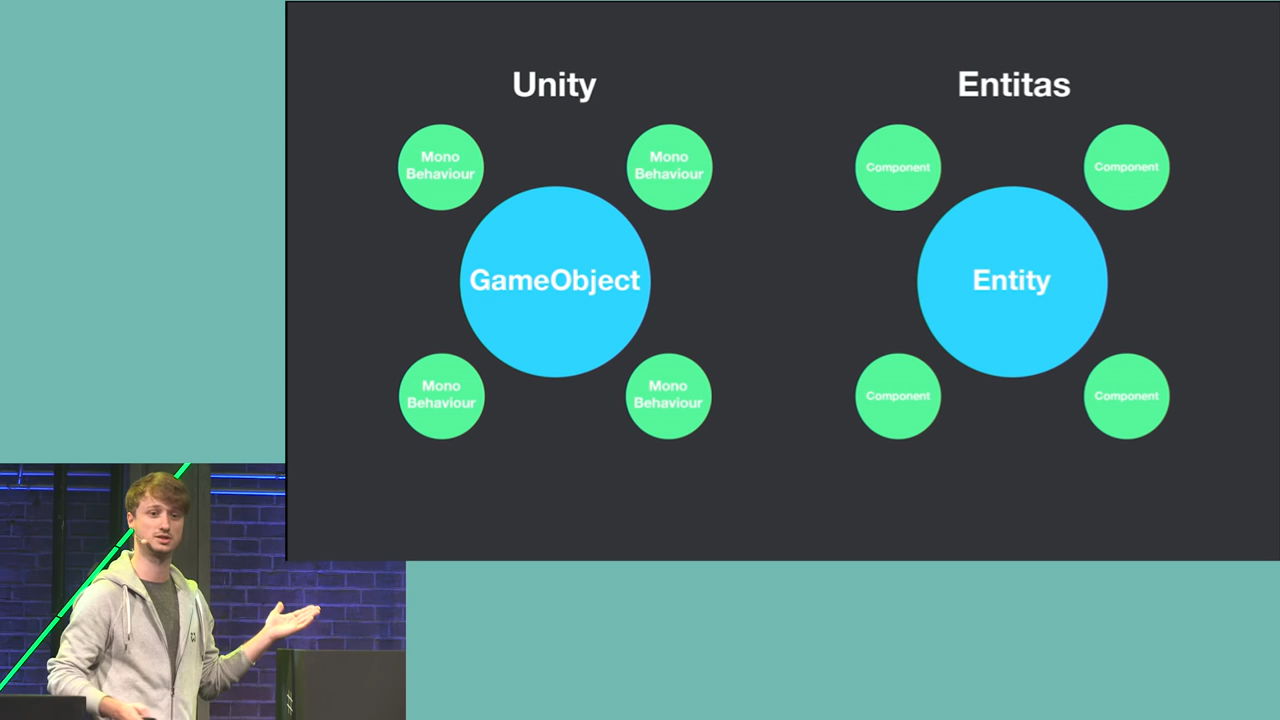 Unity
Entitas
Mono
Behaviour
Mono
Behaviour
Component
Component
GameObject
Entity
Mono
Behaviour
Mono
Behaviour
Component
Component